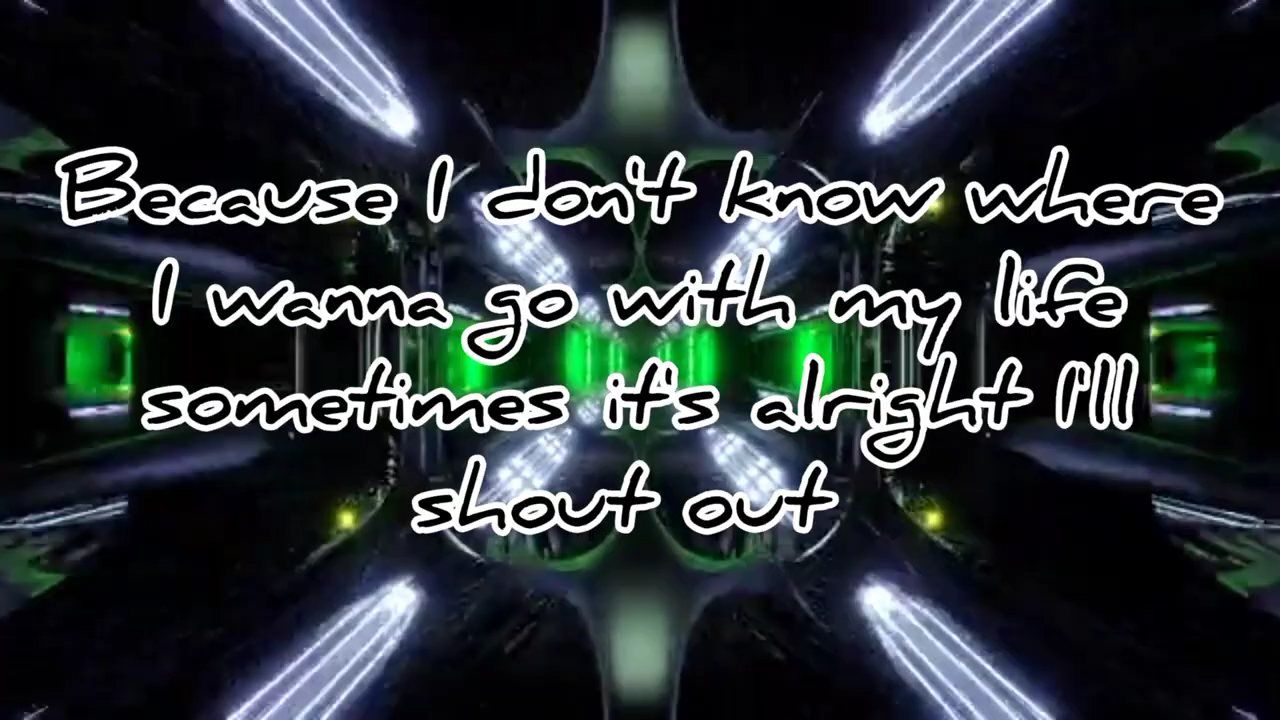 Because I don't know where
I wanna go with my life
sometimes it's alright I'll
shout out